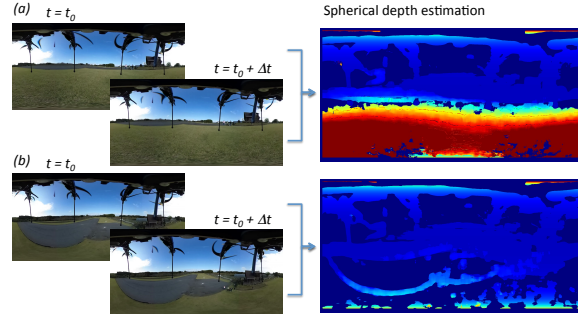 (a)
t = t₀
t = t₀ + Δt
Spherical depth estimation
(b)
t = t₀
t = t₀ + Δt